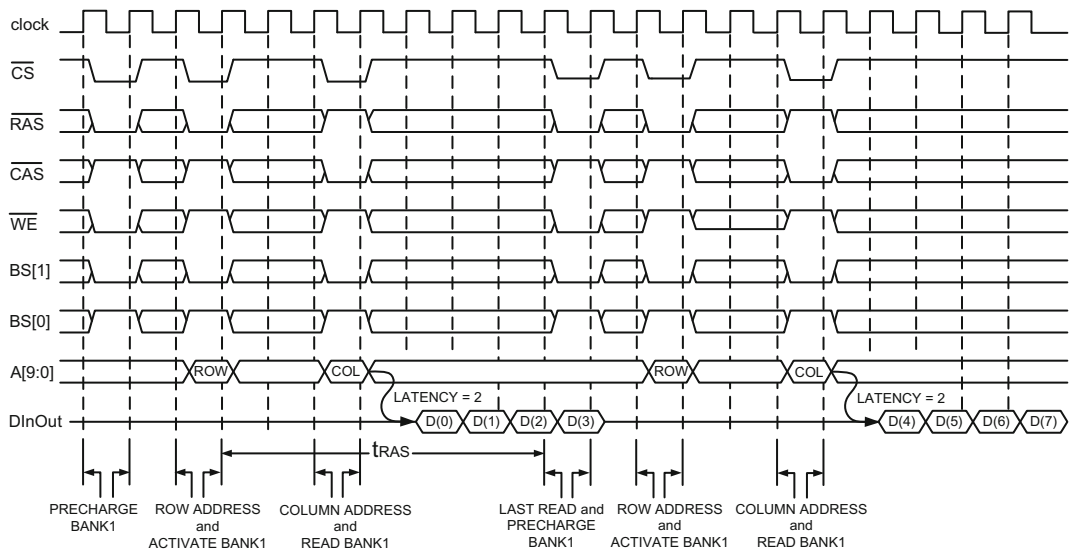 clock
CS
RAS
CAS
WE
BS[1]
BS[0]
A[9:0] ROW COL ROW COL
LATENCY = 2 LATENCY = 2
DInOut D(0) D(1) D(2) D(3) D(4) D(5) D(6) D(7)
tRAS
PRECHARGE BANK1
ROW ADDRESS and ACTIVATE BANK1
COLUMN ADDRESS and READ BANK1
LAST READ and PRECHARGE BANK1
ROW ADDRESS and ACTIVATE BANK1
COLUMN ADDRESS and READ BANK1